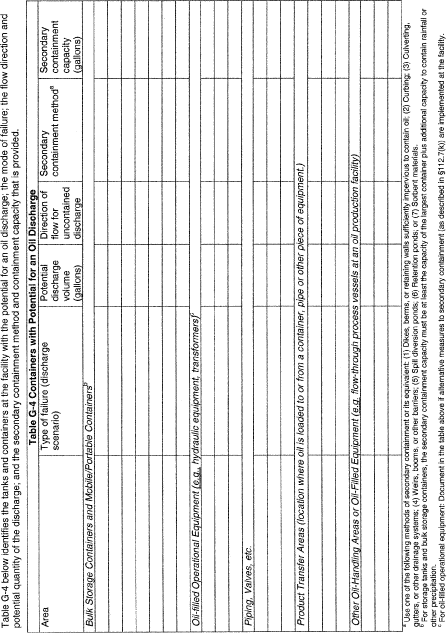 Table G-4 below identifies the tanks and containers at the facility with the potential for an oil discharge; the mode of failure; the flow direction and
potential quantity of the discharge; and the secondary containment method and containment capacity that is provided.
Table G-4 Containers with Potential for an Oil Discharge
Area
Type of failure (discharge
scenario)
Potential
discharge
volume
(gallons)
Direction of
flow for
uncontained
discharge
Secondary
containment methodᵃ
Secondary
containment
capacity
(gallons)
Bulk Storage Containers and Mobile/Portable Containersᵇ
Oil-filled Operational Equipment (e.g., hydraulic equipment, transformers)ᶜ
Piping, Valves, etc.
Product Transfer Areas (location where oil is loaded to or from a container, pipe or other piece of equipment.)
Other Oil-Handling Areas or Oil-Filled Equipment (e.g. flow-through process vessels at an oil production facility)
ᵃ Use one of the following methods of secondary containment or its equivalent: (1) Dikes, berms, or retaining walls sufficiently impervious to contain oil; (2) Curbing; (3) Culverting,
gutters, or other drainage systems; (4) Weirs, booms, or other barriers; (5) Spill diversion ponds; (6) Retention ponds; or (7) Sorbent materials.
ᵇ For storage tanks and bulk storage containers, the secondary containment capacity must be at least the capacity of the largest container plus additional capacity to contain rainfall or
other precipitation.
ᶜ For oil-filled operational equipment: Document in the table above if alternative measures to secondary containment (as described in §112.7(k)) are implemented at the facility.